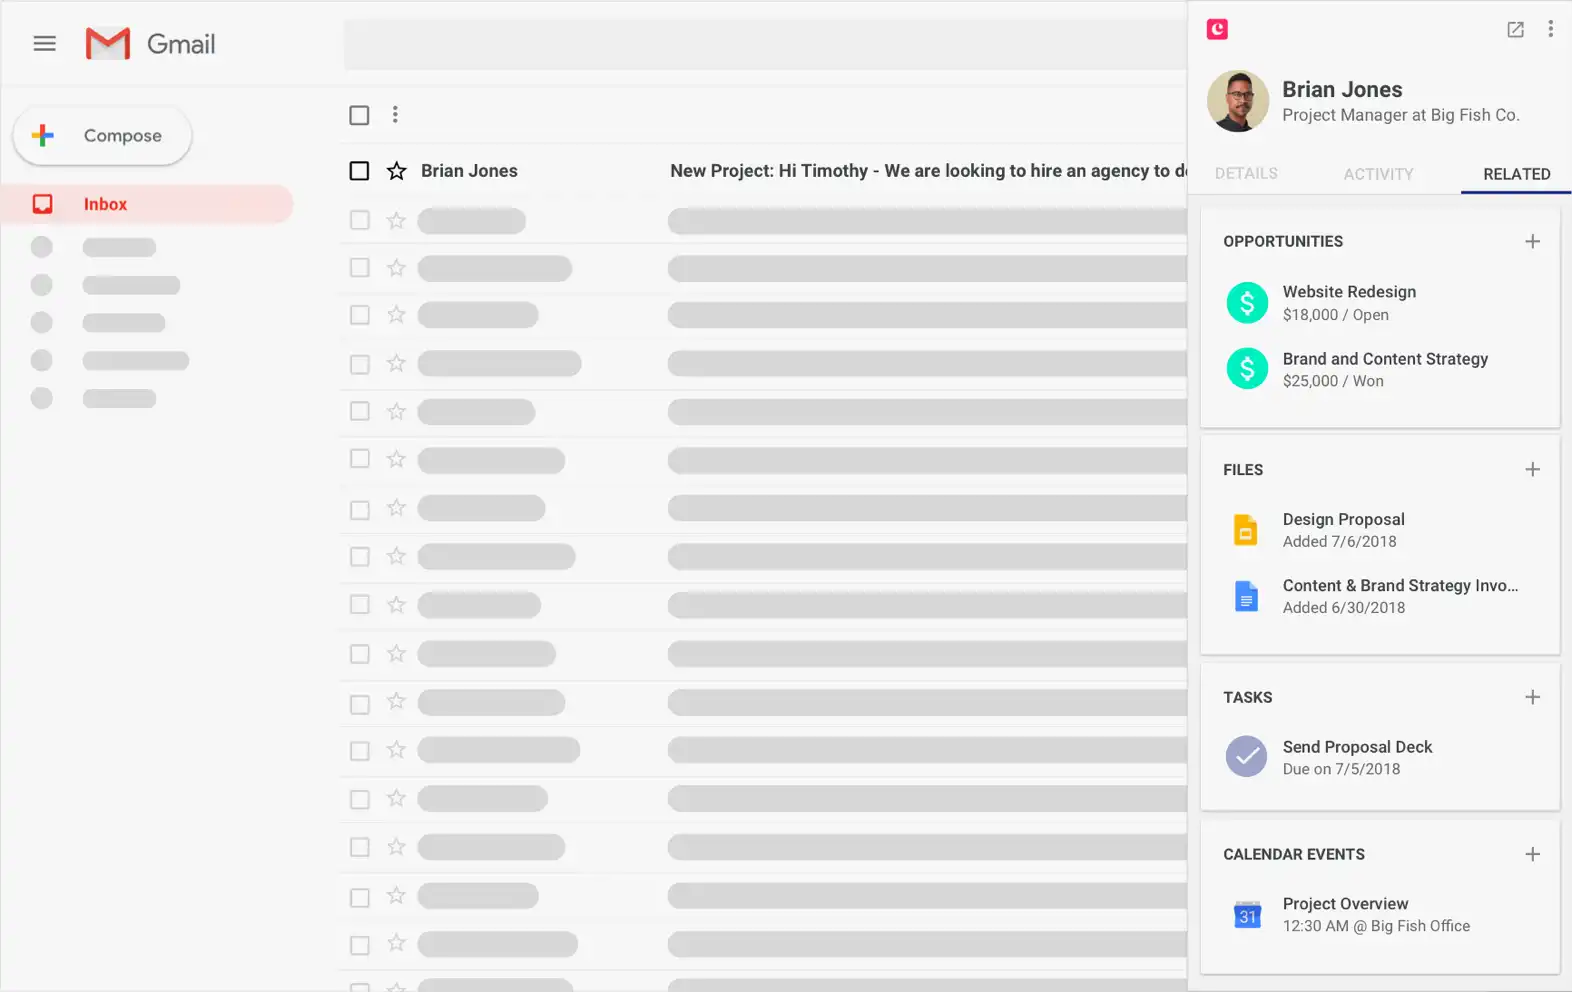 Gmail
Compose
Inbox
Brian Jones
New Project: Hi Timothy - We are looking to hire an agency to d
Brian Jones
Project Manager at Big Fish Co.
DETAILS
ACTIVITY
RELATED
OPPORTUNITIES
Website Redesign
$18,000 / Open
Brand and Content Strategy
$25,000 / Won
FILES
Design Proposal
Added 7/6/2018
Content & Brand Strategy Invo...
Added 6/30/2018
TASKS
Send Proposal Deck
Due on 7/5/2018
CALENDAR EVENTS
31
Project Overview
12:30 AM @ Big Fish Office